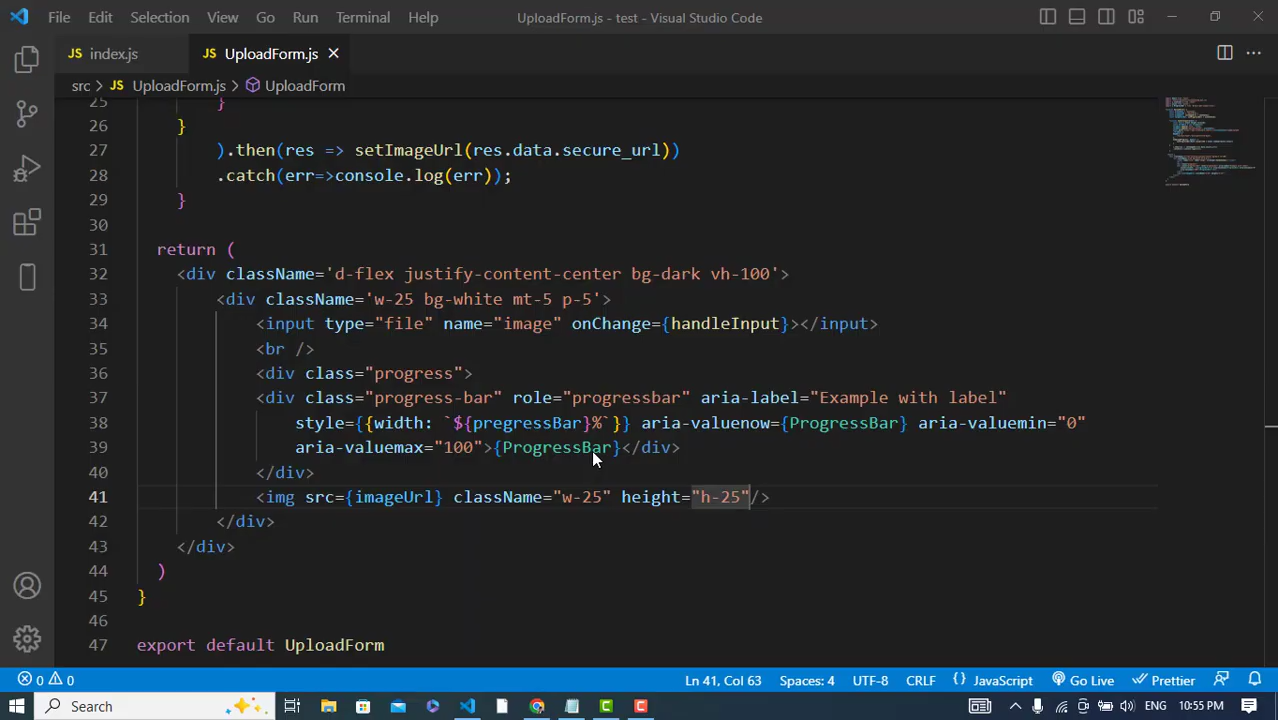 File Edit Selection View Go Run Terminal Help UploadForm.js - test - Visual Studio Code
JS index.js JS UploadForm.js
src > JS UploadForm.js > UploadForm
25 }
26 }
27 ).then(res => setImageUrl(res.data.secure_url))
28 .catch(err=>console.log(err));
29 }
30
31 return (
32 <div className='d-flex justify-content-center bg-dark vh-100'>
33 <div className='w-25 bg-white mt-5 p-5'>
34 <input type="file" name="image" onChange={handleInput}></input>
35 <br />
36 <div class="progress">
37 <div class="progress-bar" role="progressbar" aria-label="Example with label"
38 style={{width: `${pregressBar}%`}} aria-valuenow={ProgressBar} aria-valuemin="0"
39 aria-valuemax="100">{ProgressBar}</div>
40 </div>
41 <img src={imageUrl} className="w-25" height="h-25"/>
42 </div>
43 </div>
44 )
45 }
46
47 export default UploadForm
0 0 Ln 41, Col 63 Spaces: 4 UTF-8 CRLF {} JavaScript Go Live Prettier
Search ENG 10:55 PM